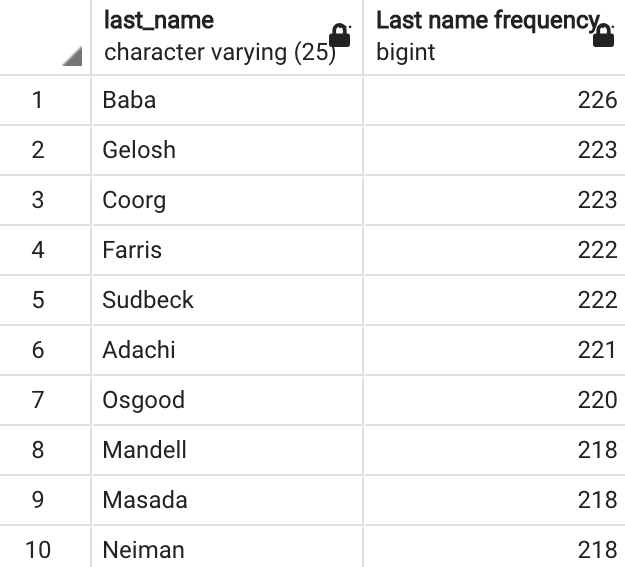 last_name Last name frequency
character varying (25) bigint
1 Baba 226
2 Gelosh 223
3 Coorg 223
4 Farris 222
5 Sudbeck 222
6 Adachi 221
7 Osgood 220
8 Mandell 218
9 Masada 218
10 Neiman 218